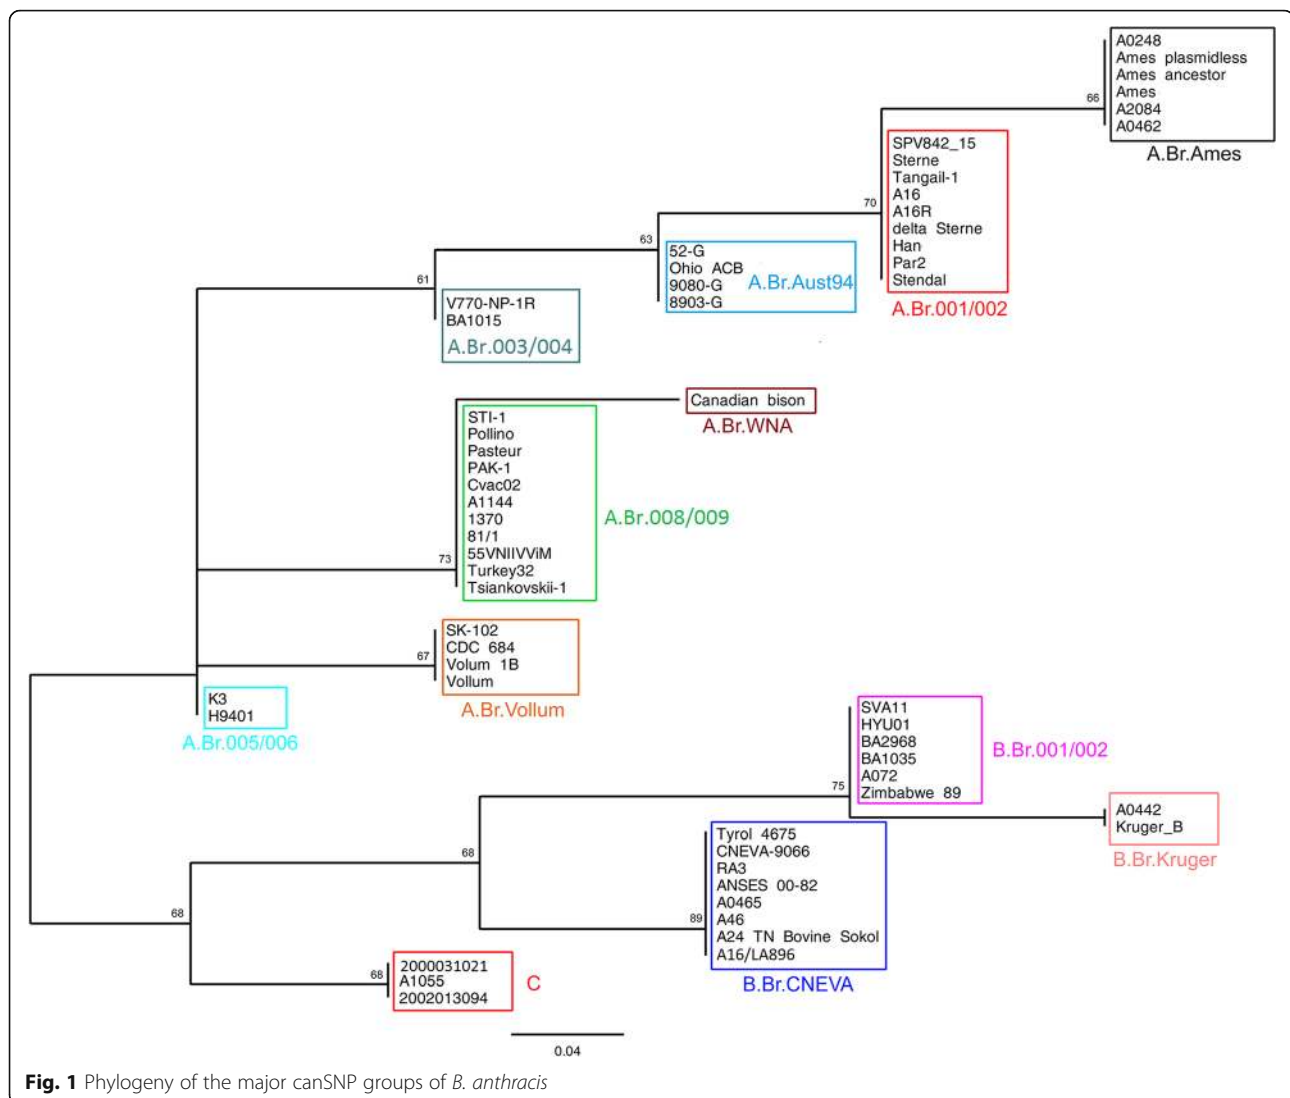 A0248
Ames plasmidless
Ames ancestor
Ames
A2084
A0462
A.Br.Ames
66
SPV842_15
Sterne
Tangail-1
A16
A16R
delta Sterne
Han
Par2
Stendal
A.Br.001/002
70
52-G
Ohio ACB
9080-G
8903-G
A.Br.Aust94
63
V770-NP-1R
BA1015
A.Br.003/004
61
Canadian bison
A.Br.WNA
STI-1
Pollino
Pasteur
PAK-1
Cvac02
A1144
1370
81/1
55VNIIVViM
Turkey32
Tsiankovskii-1
A.Br.008/009
73
SK-102
CDC 684
Volum 1B
Vollum
A.Br.Vollum
67
K3
H9401
A.Br.005/006
SVA11
HYU01
BA2968
BA1035
A072
Zimbabwe 89
B.Br.001/002
75
A0442
Kruger_B
B.Br.Kruger
68
Tyrol 4675
CNEVA-9066
RA3
ANSES 00-82
A0465
A46
A24 TN Bovine Sokol
A16/LA896
B.Br.CNEVA
89
68
2000031021
A1055
2002013094
C
68
0.04
Fig. 1 Phylogeny of the major canSNP groups of B. anthracis